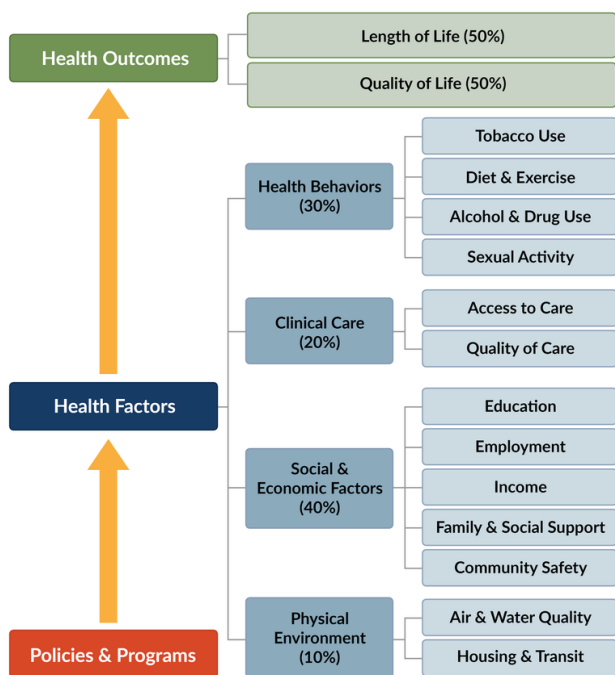 Health Outcomes
Length of Life (50%)
Quality of Life (50%)
Health Factors
Health Behaviors
(30%)
Tobacco Use
Diet & Exercise
Alcohol & Drug Use
Sexual Activity
Clinical Care
(20%)
Access to Care
Quality of Care
Social &
Economic Factors
(40%)
Education
Employment
Income
Family & Social Support
Community Safety
Physical
Environment
(10%)
Air & Water Quality
Housing & Transit
Policies & Programs